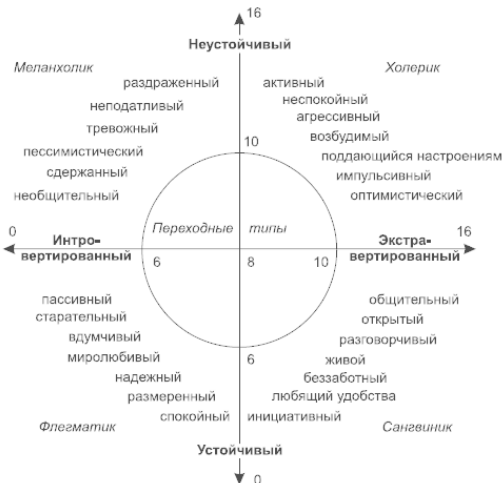 16
Неустойчивый
Меланхолик
Холерик
раздраженный
активный
неподатливый
неспокойный
тревожный
агрессивный
возбудимый
пессимистический
10
поддающийся настроениям
сдержанный
импульсивный
необщительный
оптимистический
0
Переходные типы
16
Интро-
вертированный
Экстра-
вертированный
6
8
10
пассивный
общительный
старательный
открытый
вдумчивый
разговорчивый
миролюбивый
6
живой
надежный
беззаботный
размеренный
любящий удобства
спокойный
инициативный
Флегматик
Сангвиник
Устойчивый
0